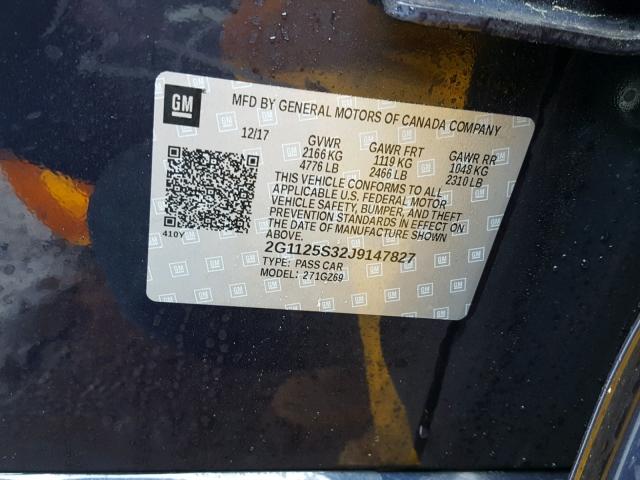 GM
MFD BY GENERAL MOTORS OF CANADA COMPANY
12/17 GVWR GAWR FRT GAWR RR
2166 KG 1119 KG 1048 KG
4776 LB 2466 LB 2310 LB
THIS VEHICLE CONFORMS TO ALL
APPLICABLE U.S. FEDERAL MOTOR
VEHICLE SAFETY, BUMPER, AND THEFT
PREVENTION STANDARDS IN EFFECT ON
THE DATE OF MANUFACTURE SHOWN
ABOVE.
410Y
2G1125S32J9147827
TYPE: PASS CAR
MODEL: 271GZ69